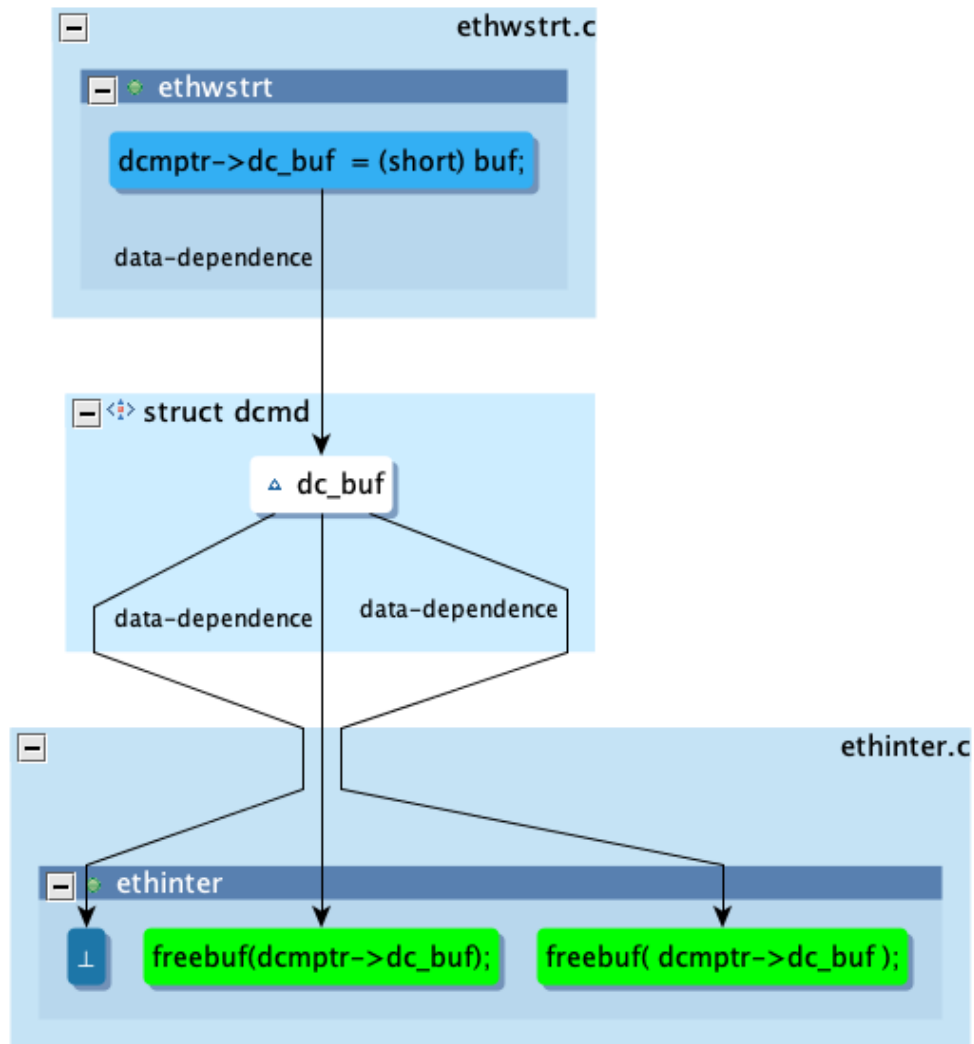 ethwstrt.c
ethwstrt
dcmptr->dc_buf = (short) buf;
data-dependence
struct dcmd
dc_buf
data-dependence
data-dependence
ethinter.c
ethinter
⊥
freebuf(dcmptr->dc_buf);
freebuf( dcmptr->dc_buf );